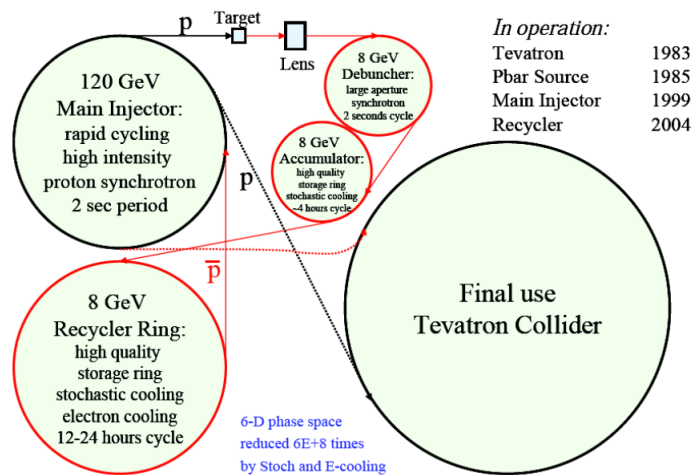 p
Target
Lens
In operation:
Tevatron 1983
Pbar Source 1985
Main Injector 1999
Recycler 2004
120 GeV
Main Injector:
rapid cycling
high intensity
proton synchrotron
2 sec period
8 GeV
Debuncher:
large aperture
synchrotron
2 seconds cycle
8 GeV
Accumulator:
high quality
storage ring
stochastic cooling
~4 hours cycle
p
p̅
8 GeV
Recycler Ring:
high quality
storage ring
stochastic cooling
electron cooling
12-24 hours cycle
Final use
Tevatron Collider
6-D phase space
reduced 6E+8 times
by Stoch and E-cooling